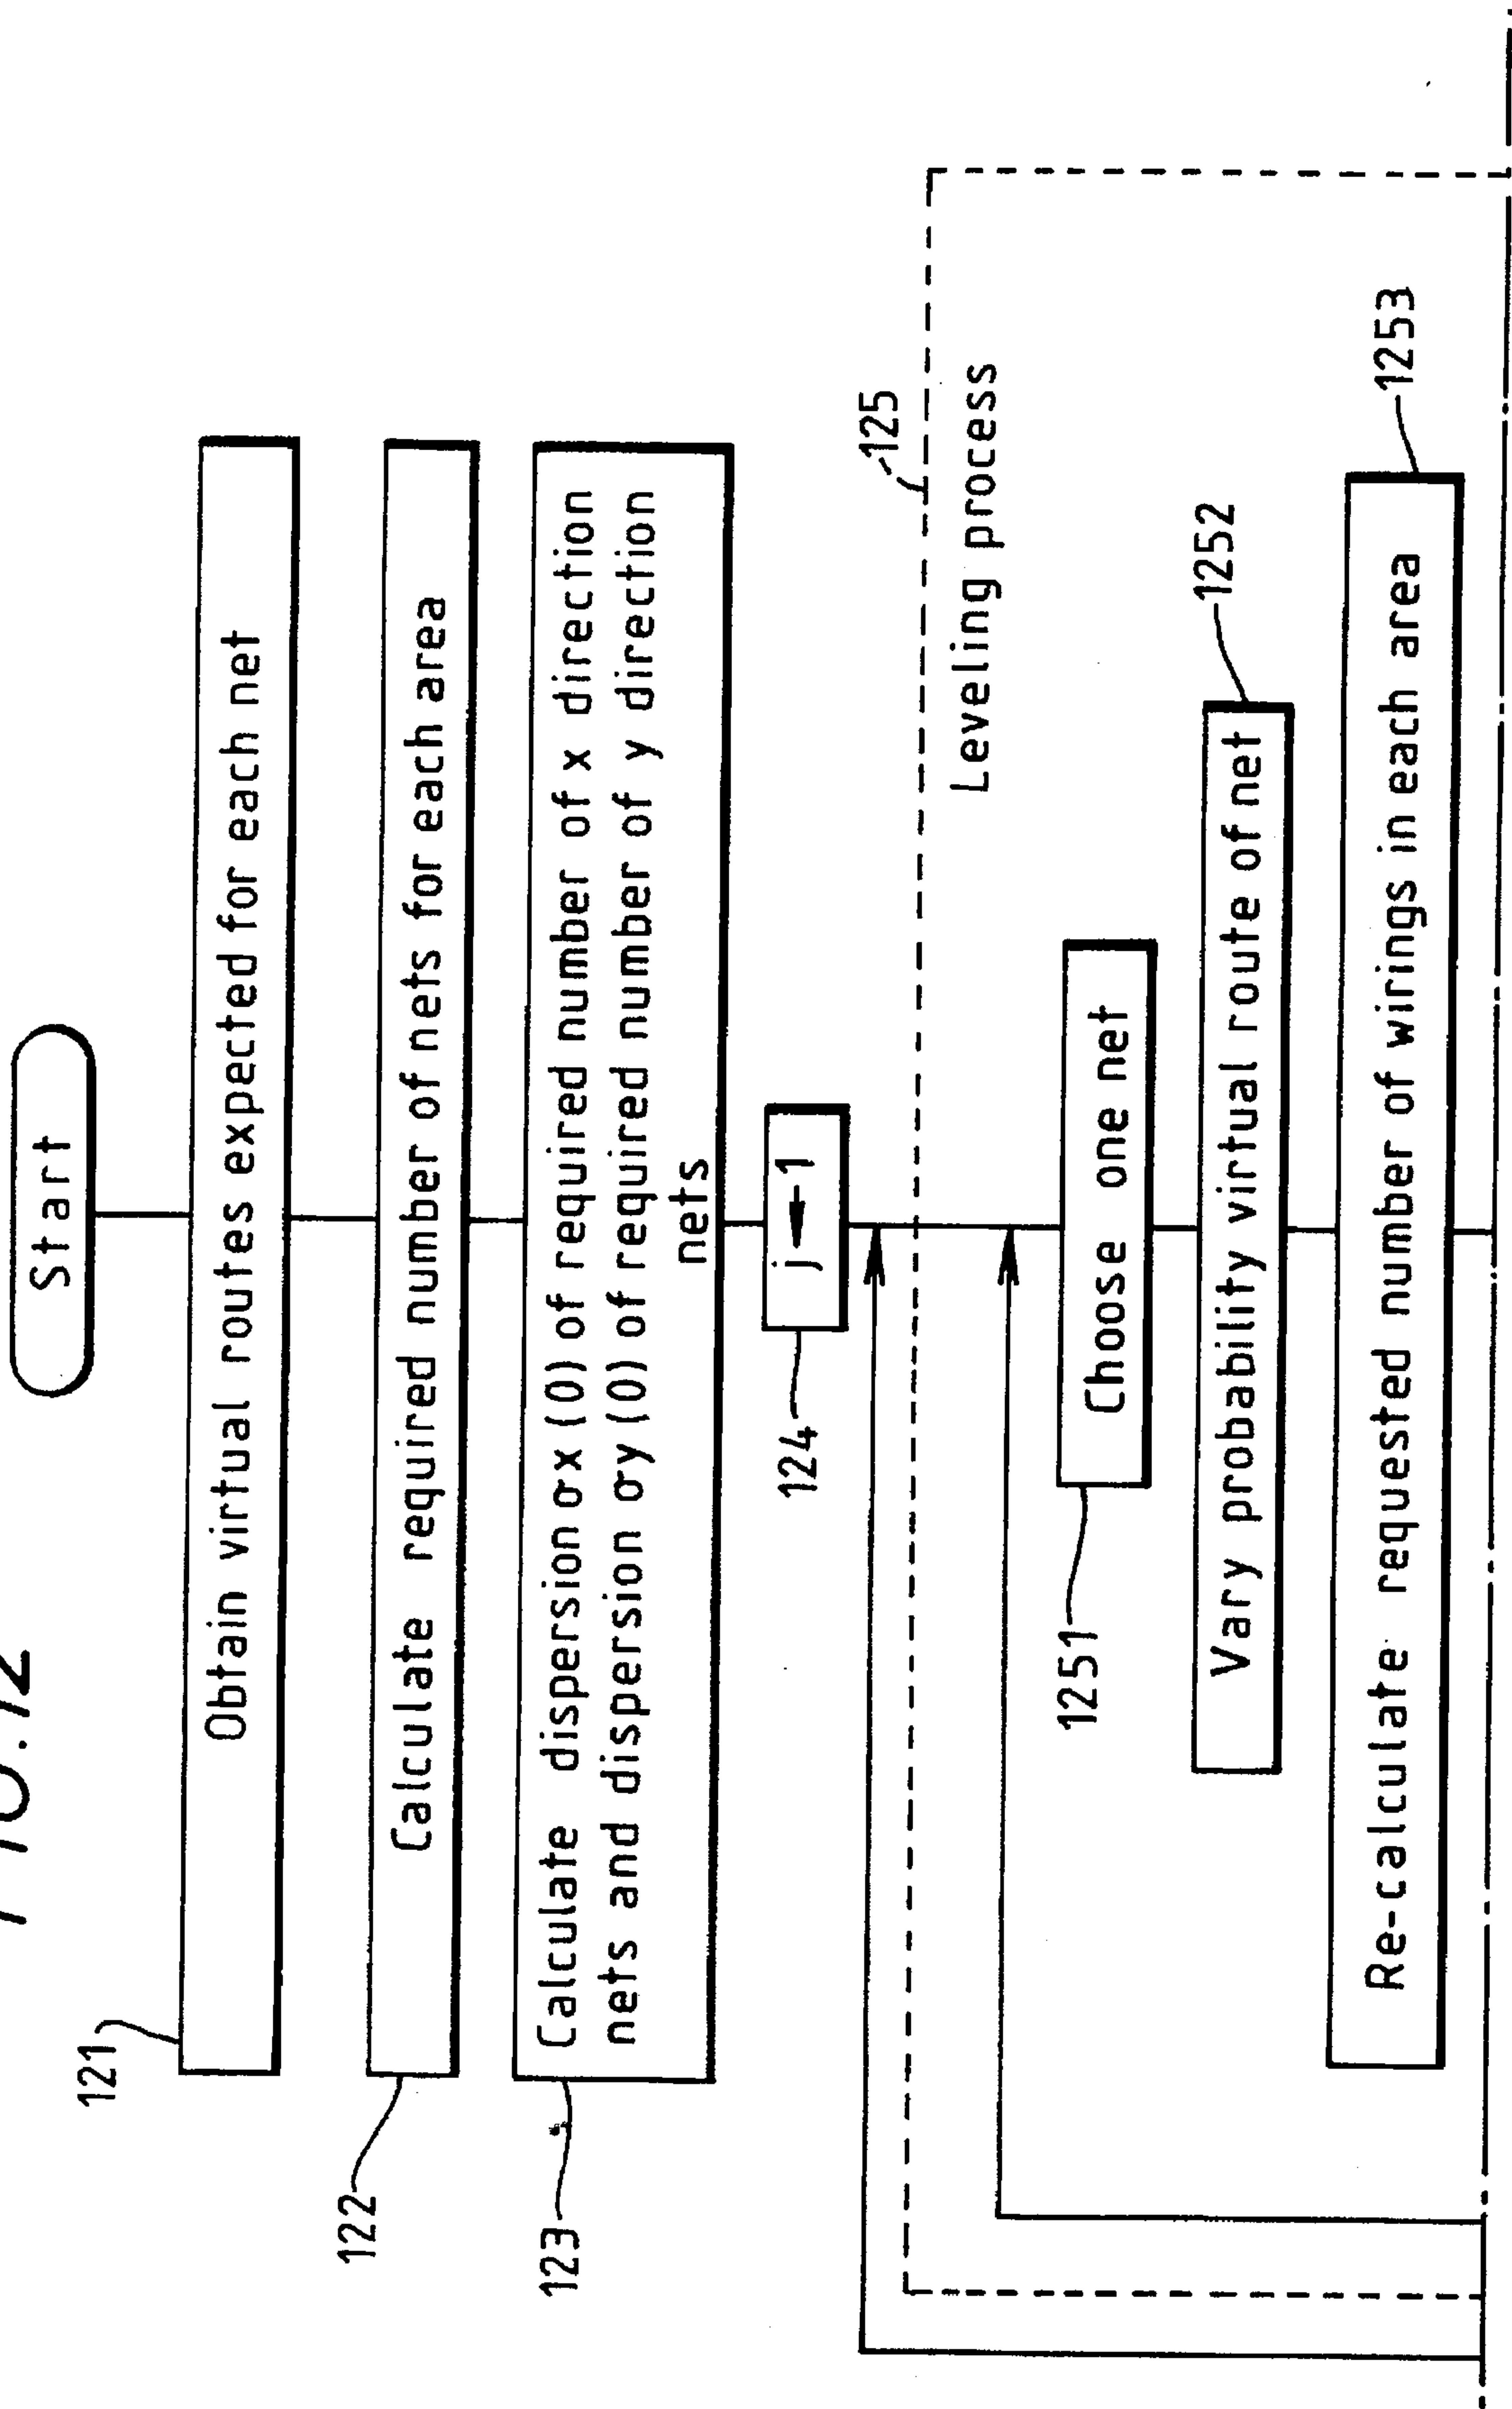 FIG.12
Start
121
Obtain virtual routes expected for each net
122
Calculate required number of nets for each area
123
Calculate dispersion σx (0) of required number of x direction
nets and dispersion σy (0) of required number of y direction
nets
124
j ← 1
125
Leveling process
1251
Choose one net
1252
Vary probability virtual route of net
1253
Re-calculate requested number of wirings in each area